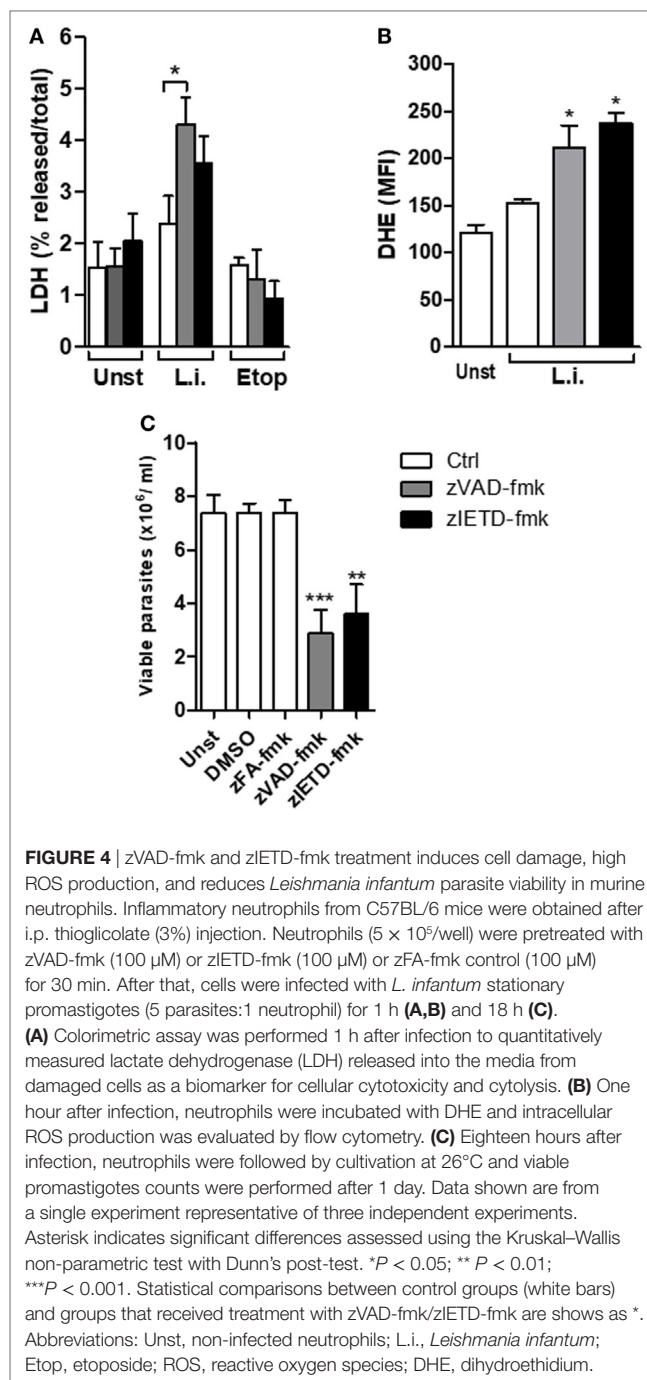 A
B
6
5
4
3
2
1
0
LDH (% released/total)
*
Unst
L.i.
Etop
300
250
200
150
100
50
0
DHE (MFI)
*
*
Unst
L.i.
C
10
8
6
4
2
0
Viable parasites (x10⁶/ ml)
***
**
Unst
DMSO
zFA-fmk
zVAD-fmk
zIETD-fmk
Ctrl
zVAD-fmk
zIETD-fmk
FIGURE 4 | zVAD-fmk and zIETD-fmk treatment induces cell damage, high
ROS production, and reduces Leishmania infantum parasite viability in murine
neutrophils. Inflammatory neutrophils from C57BL/6 mice were obtained after
i.p. thioglicolate (3%) injection. Neutrophils (5 × 10⁵/well) were pretreated with
zVAD-fmk (100 µM) or zIETD-fmk (100 µM) or zFA-fmk control (100 µM)
for 30 min. After that, cells were infected with L. infantum stationary
promastigotes (5 parasites:1 neutrophil) for 1 h (A,B) and 18 h (C).
(A) Colorimetric assay was performed 1 h after infection to quantitatively
measured lactate dehydrogenase (LDH) released into the media from
damaged cells as a biomarker for cellular cytotoxicity and cytolysis. (B) One
hour after infection, neutrophils were incubated with DHE and intracellular
ROS production was evaluated by flow cytometry. (C) Eighteen hours after
infection, neutrophils were followed by cultivation at 26°C and viable
promastigotes counts were performed after 1 day. Data shown are from
a single experiment representative of three independent experiments.
Asterisk indicates significant differences assessed using the Kruskal–Wallis
non-parametric test with Dunn's post-test. *P < 0.05; ** P < 0.01;
***P < 0.001. Statistical comparisons between control groups (white bars)
and groups that received treatment with zVAD-fmk/zIETD-fmk are shows as *.
Abbreviations: Unst, non-infected neutrophils; L.i., Leishmania infantum;
Etop, etoposide; ROS, reactive oxygen species; DHE, dihydroethidium.